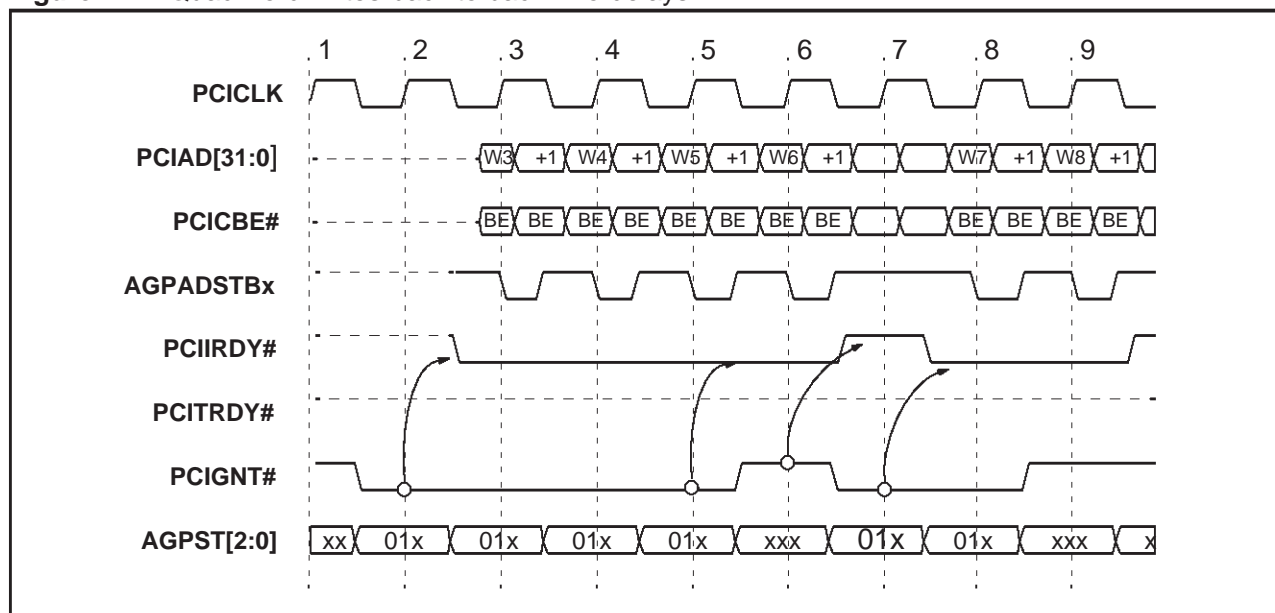 .1 .2 .3 .4 .5 .6 .7 .8 .9
PCICLK
PCIAD[31:0] W3 +1 W4 +1 W5 +1 W6 +1 W7 +1 W8 +1
PCICBE# BE BE BE BE BE BE BE BE BE BE BE BE
AGPADSTBx
PCIIRDY#
PCITRDY#
PCIGNT#
AGPST[2:0] xx 01x 01x 01x 01x xxx 01x 01x xxx x